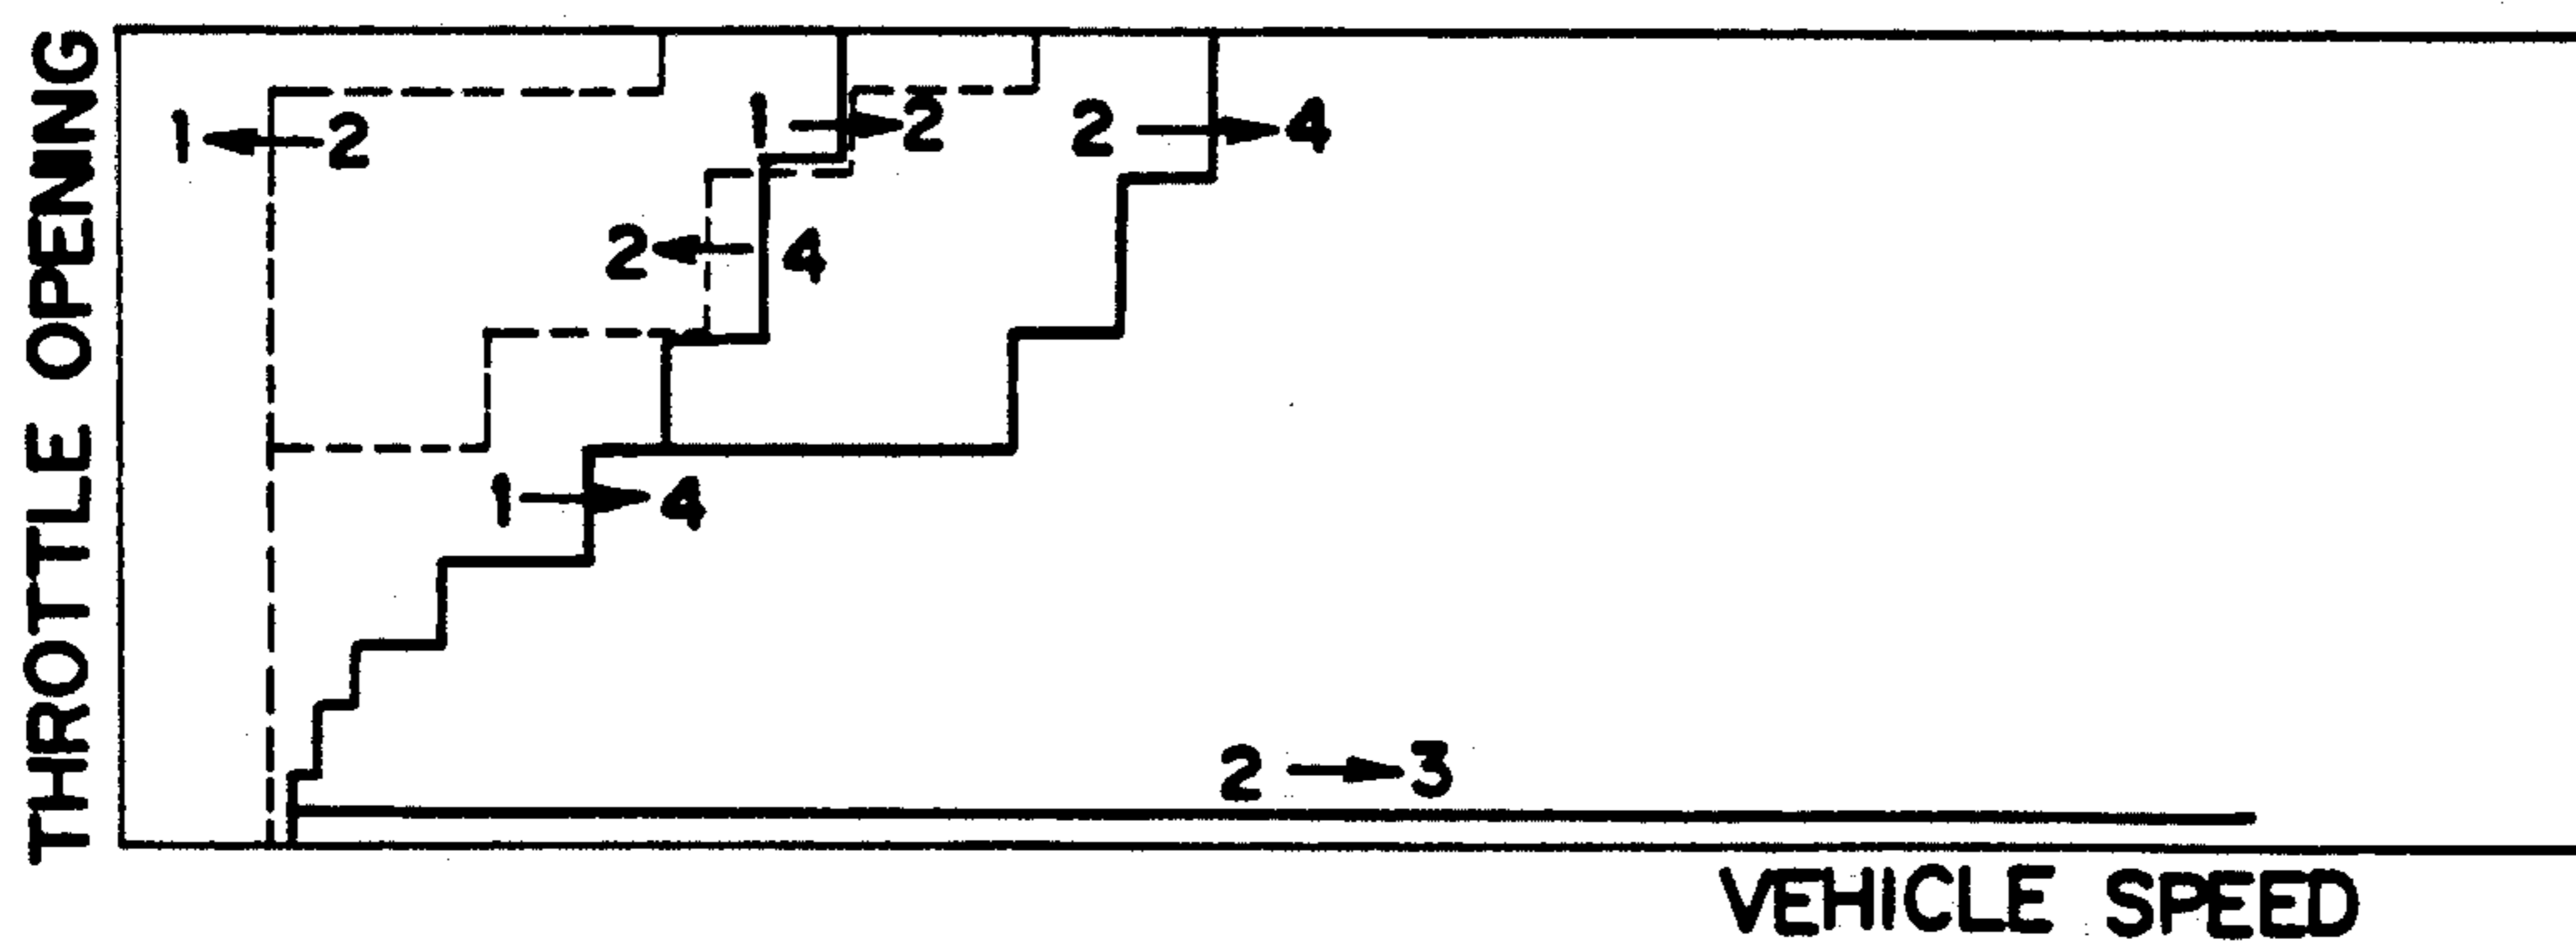 THROTTLE OPENING
1 ← 2
1 → 2
2 → 4
2 ← 4
1 → 4
2 → 3
VEHICLE SPEED